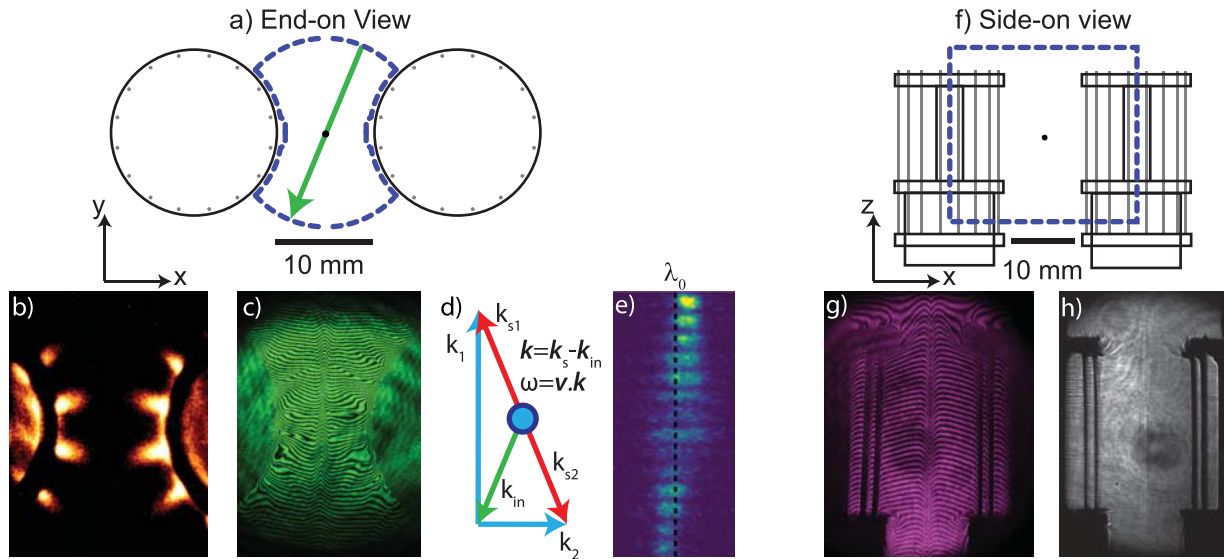 a) End-on View
y
x
10 mm
f) Side-on view
z
x
10 mm
b)
c)
d)
k_s1
k_1
k=k_s-k_in
ω=v.k
k_s2
k_in
k_2
λ_0
e)
g)
h)